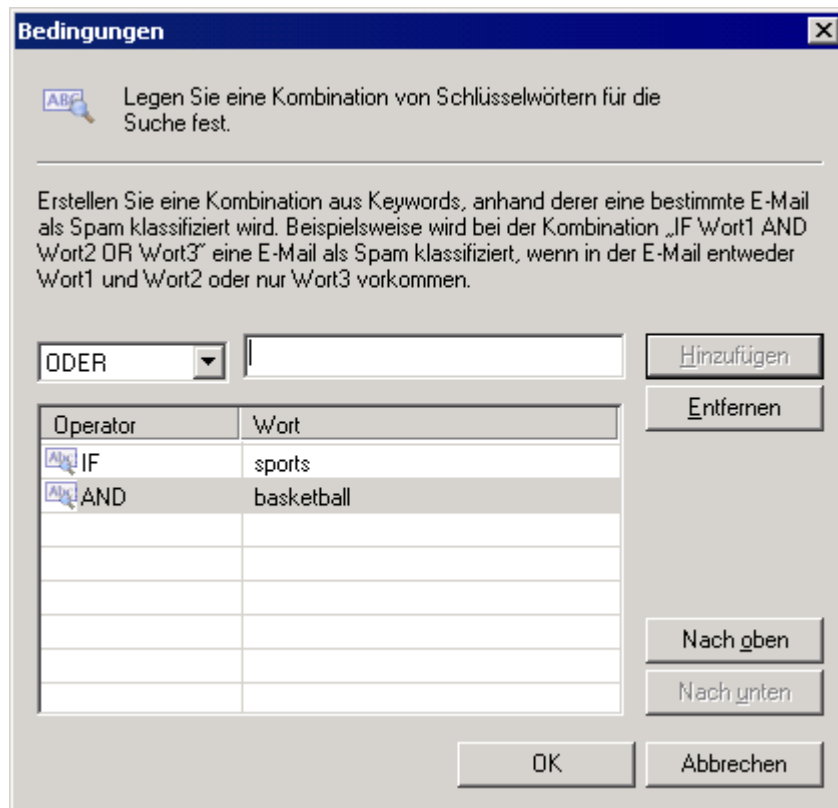 Bedingungen
Legen Sie eine Kombination von Schlüsselwörtern für die
Suche fest.
Erstellen Sie eine Kombination aus Keywords, anhand derer eine bestimmte E-Mail
als Spam klassifiziert wird. Beispielsweise wird bei der Kombination „IF Wort1 AND
Wort2 OR Wort3“ eine E-Mail als Spam klassifiziert, wenn in der E-Mail entweder
Wort1 und Wort2 oder nur Wort3 vorkommen.
ODER
Hinzufügen
Entfernen
Operator Wort
IF sports
AND basketball
Nach oben
Nach unten
OK Abbrechen